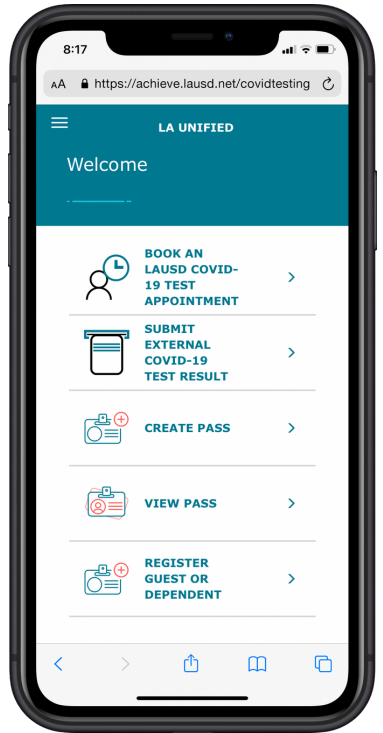 8:17
AA https://achieve.lausd.net/covidtesting
LA UNIFIED
Welcome
BOOK AN
LAUSD COVID-
19 TEST
APPOINTMENT
SUBMIT
EXTERNAL
COVID-19
TEST RESULT
CREATE PASS
VIEW PASS
REGISTER
GUEST OR
DEPENDENT